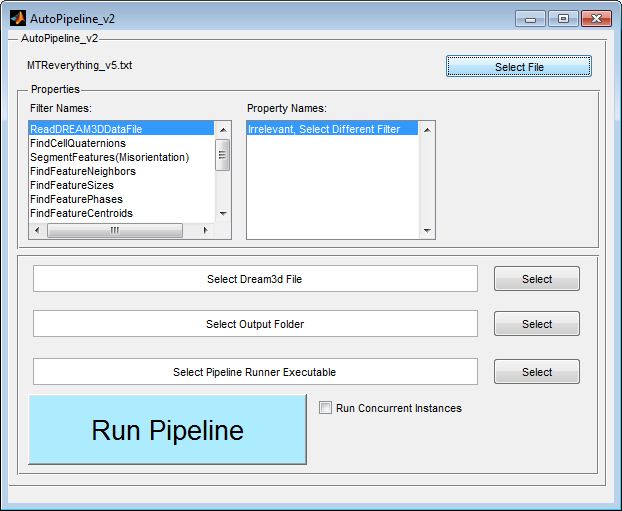 AutoPipeline_v2
AutoPipeline_v2
MTReverything_v5.txt
Select File
Properties
Filter Names:
Property Names:
ReadDREAM3DDataFile
Irrelevant, Select Different Filter
FindCellQuaternions
SegmentFeatures(Misorientation)
FindFeatureNeighbors
FindFeatureSizes
FindFeaturePhases
FindFeatureCentroids
Select Dream3d File
Select
Select Output Folder
Select
Select Pipeline Runner Executable
Select
Run Pipeline
Run Concurrent Instances